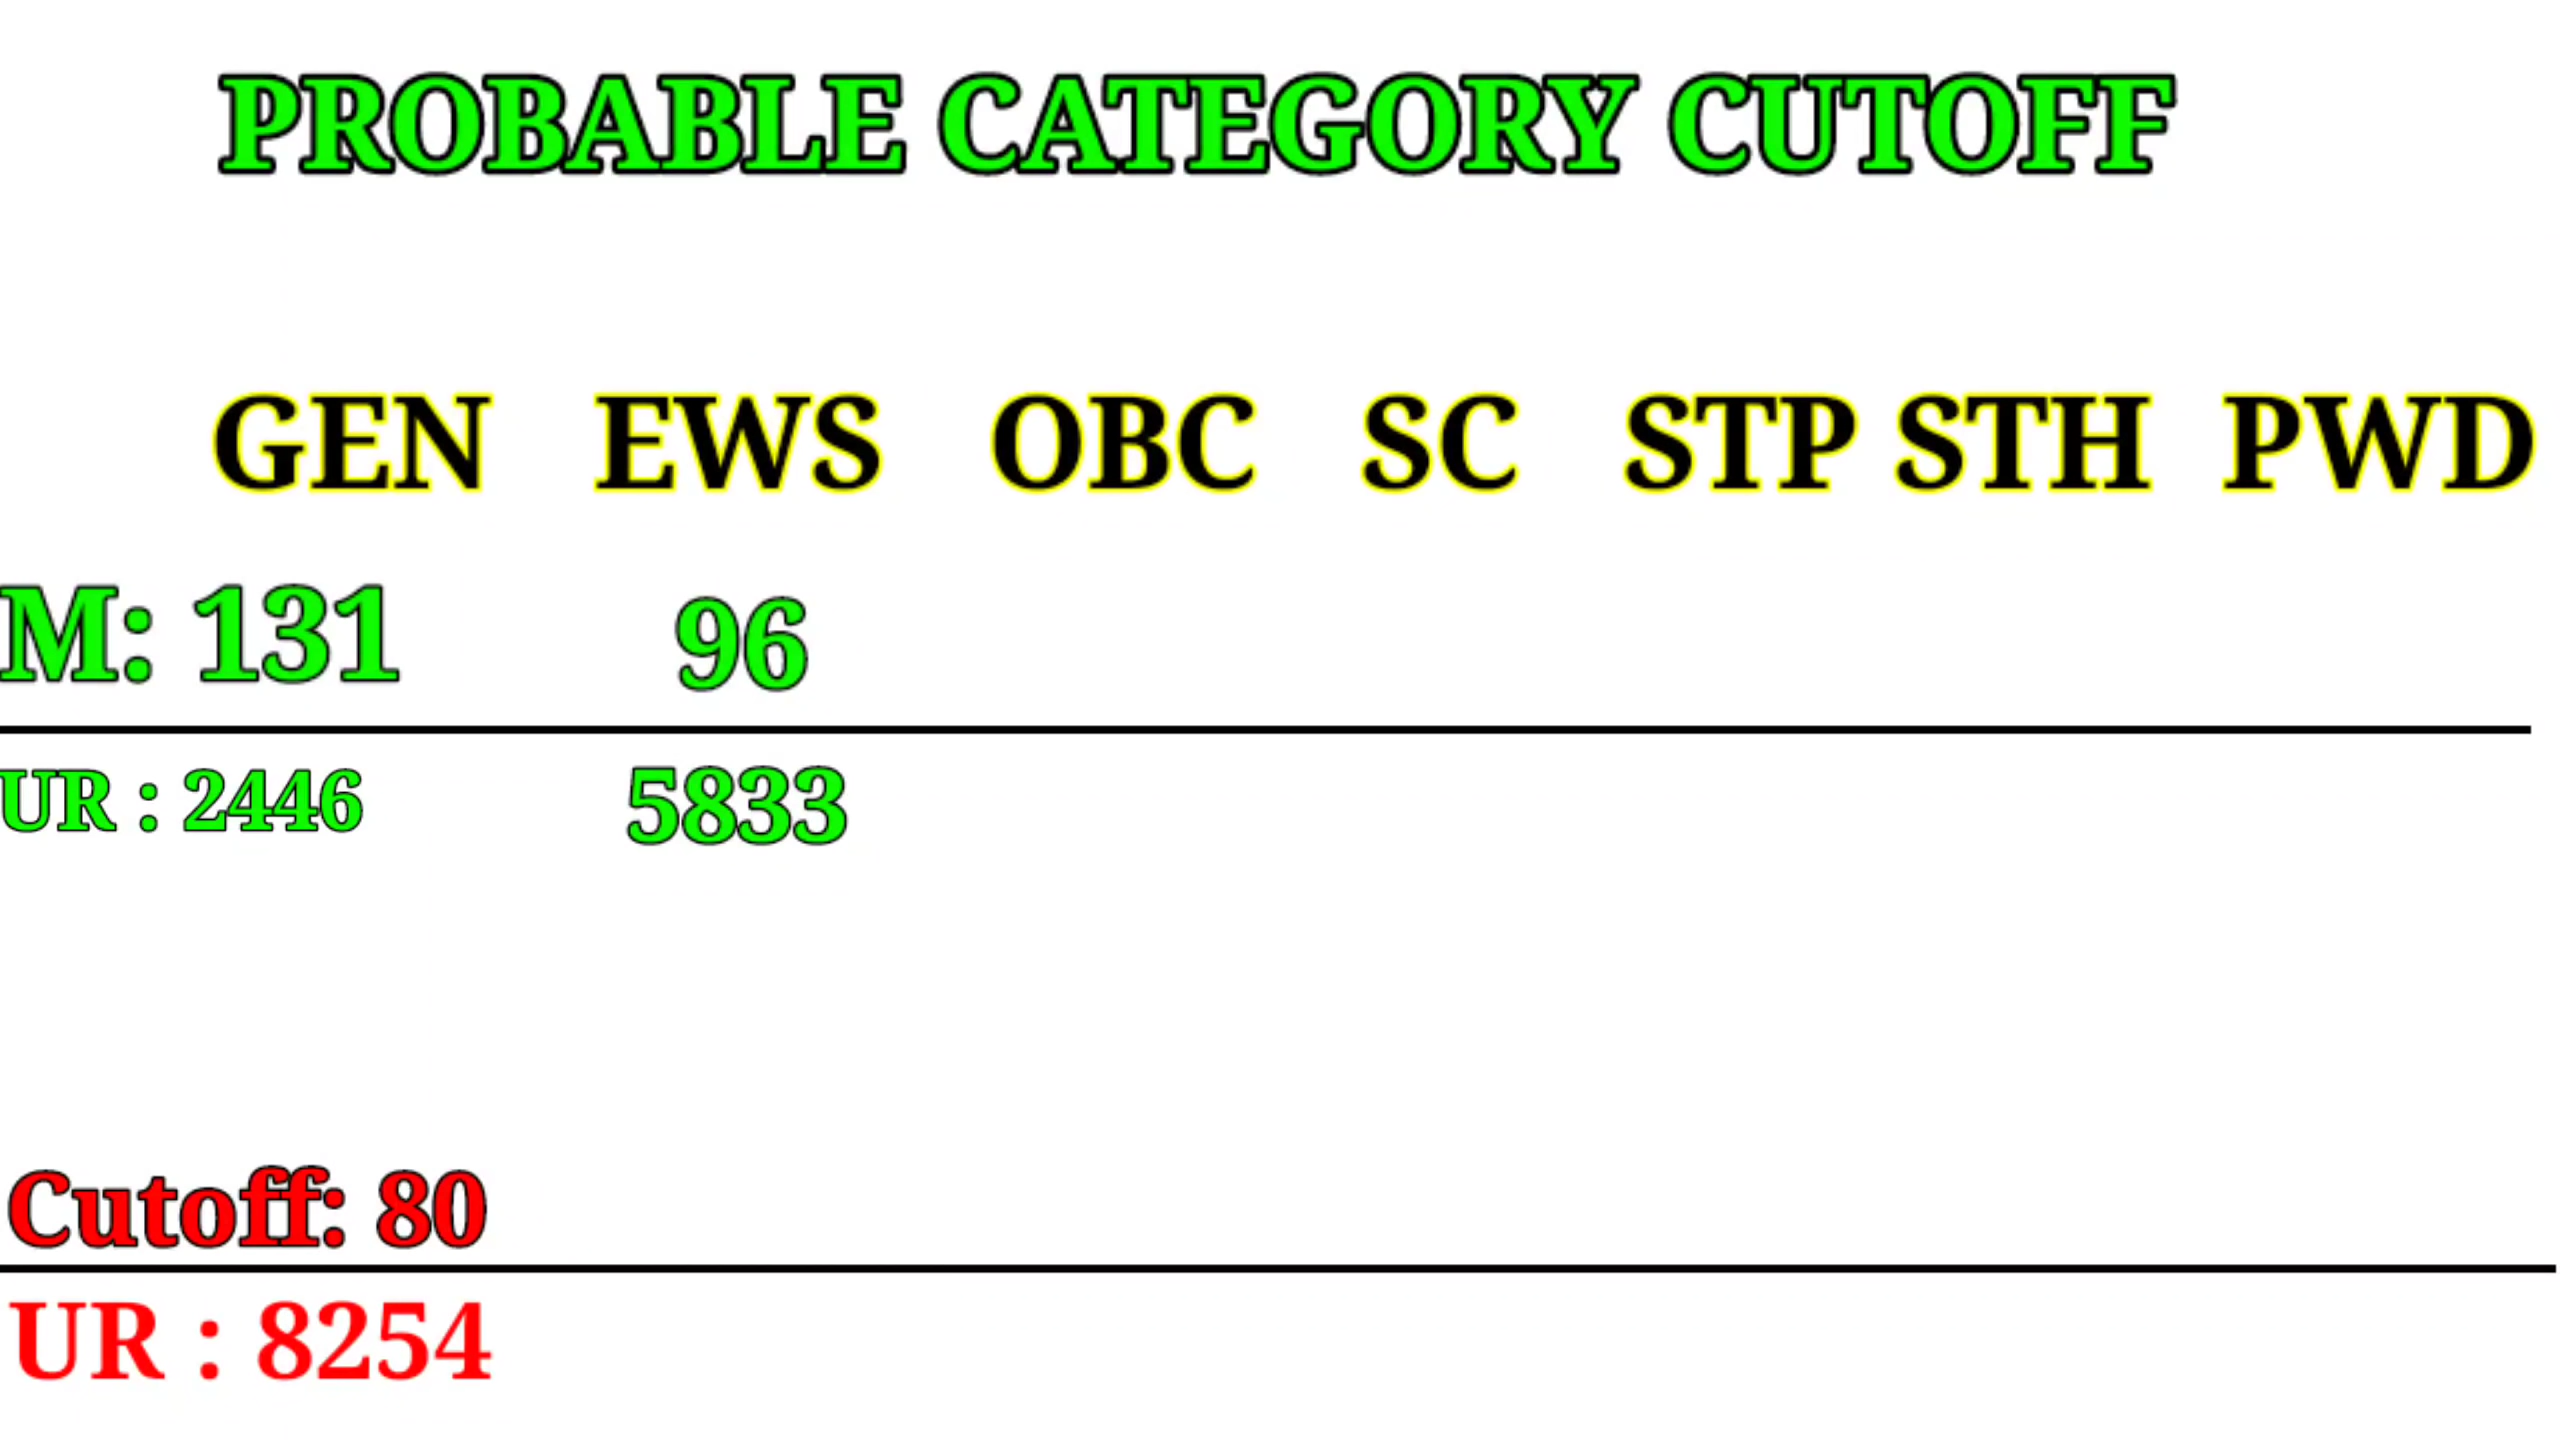 PROBABLE CATEGORY CUTOFF
GEN EWS OBC SC STP STH PWD
M: 131 96
UR : 2446 5833
Cutoff: 80
UR : 8254